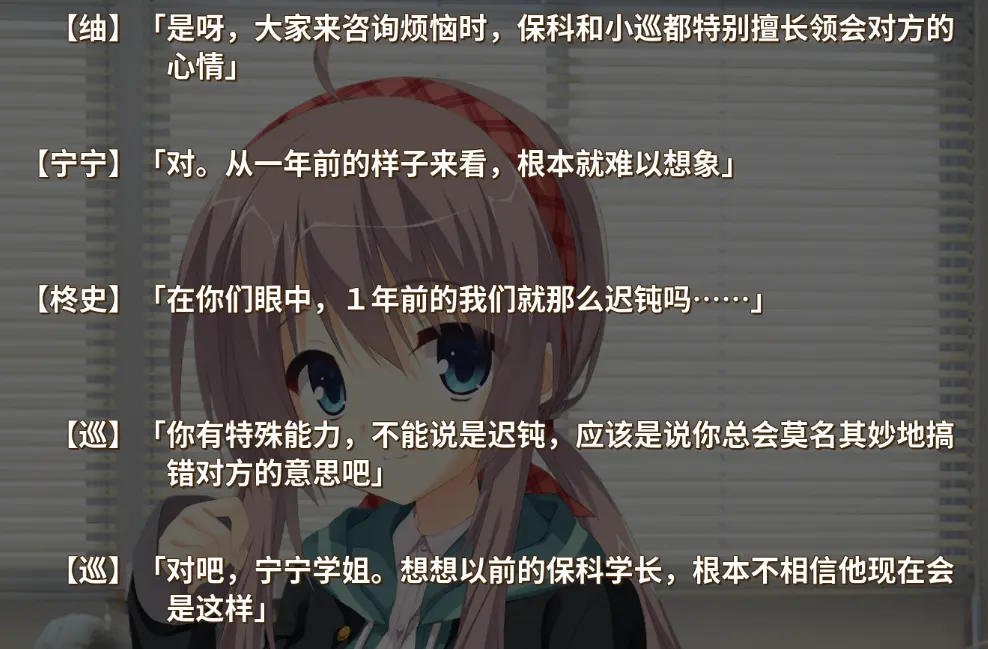 【䌷】「是呀，大家来咨询烦恼时，保科和小巡都特别擅长领会对方的
心情」
【宁宁】「对。从一年前的样子来看，根本就难以想象」
【柊史】「在你们眼中，１年前的我们就那么迟钝吗……」
【巡】「你有特殊能力，不能说是迟钝，应该是说你总会莫名其妙地搞
错对方的意思吧」
【巡】「对吧，宁宁学姐。想想以前的保科学长，根本不相信他现在会
是这样」